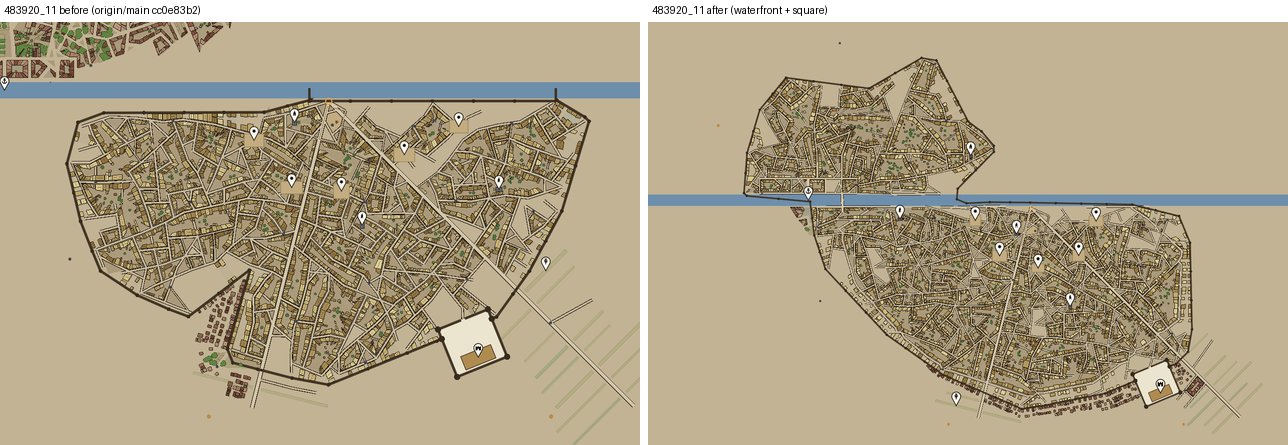 483920_11 before (origin/main cc0e83b2)
483920_11 after (waterfront + square)